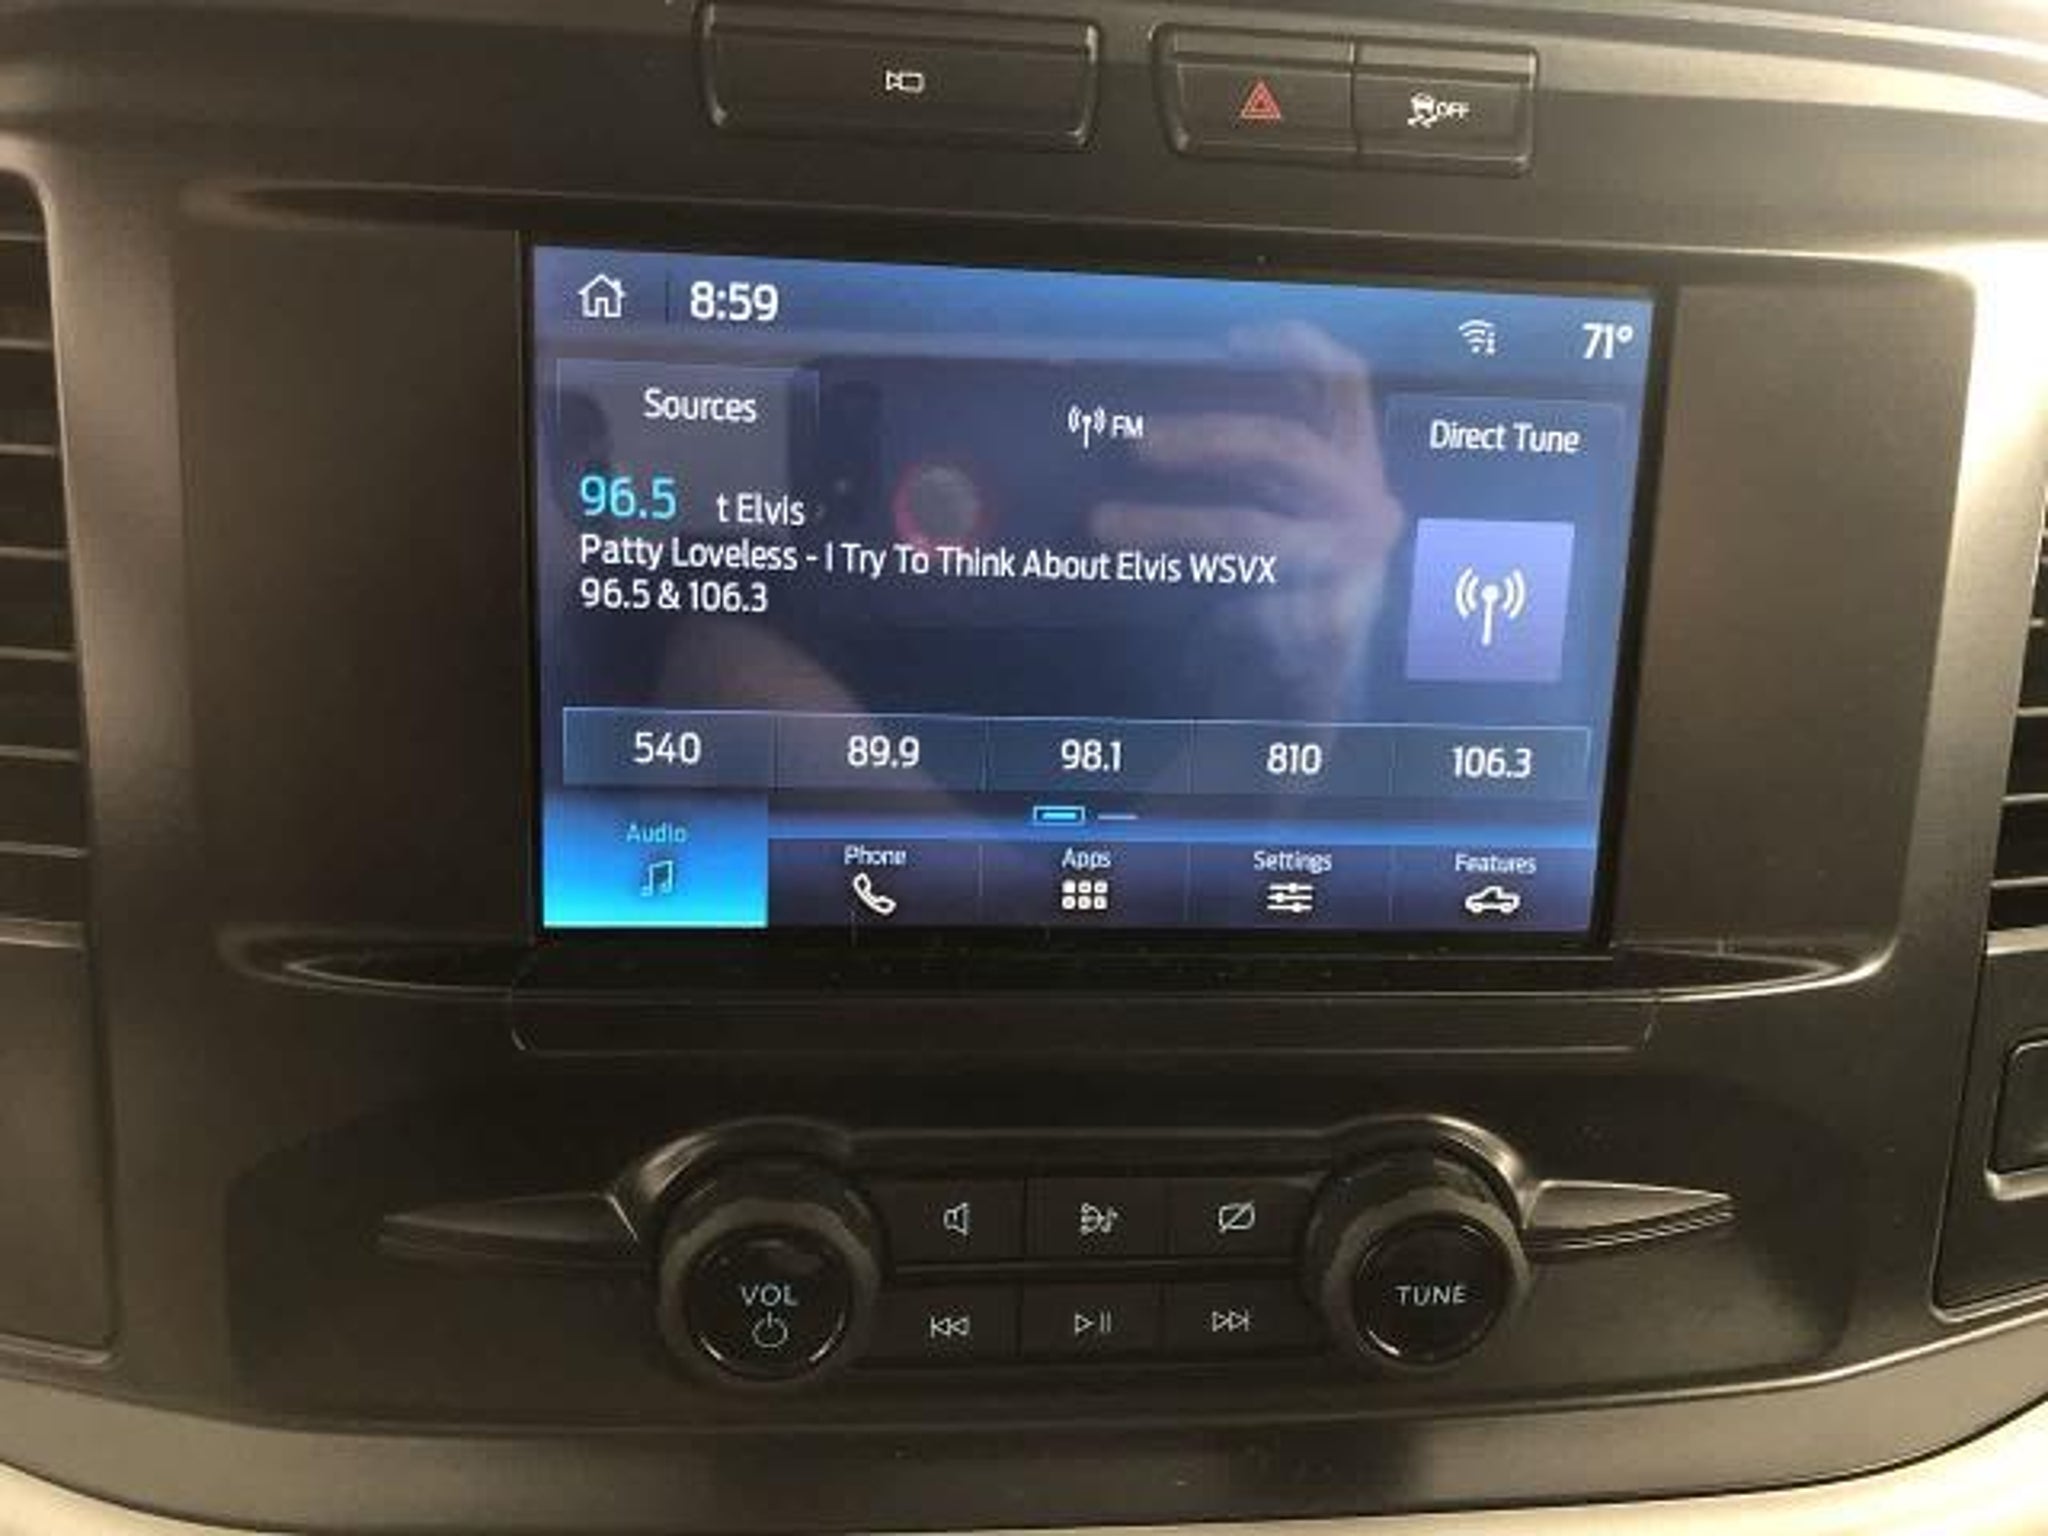 OFF
8:59
71°
Sources
FM
Direct Tune
96.5 t Elvis
Patty Loveless - I Try To Think About Elvis WSVX
96.5 & 106.3
540 89.9 98.1 810 106.3
Audio Phone Apps Settings Features
VOL
TUNE